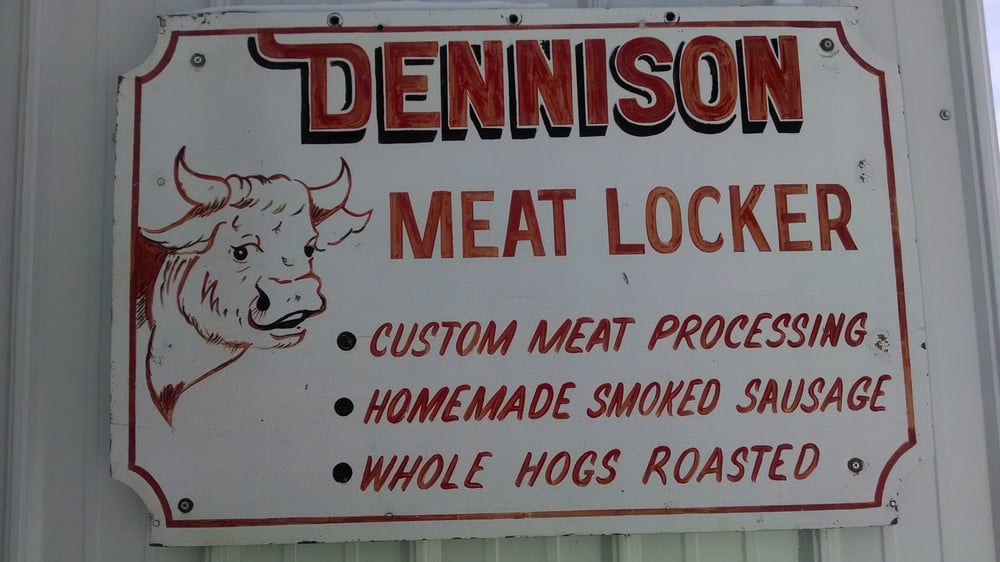 DENNISON
MEAT LOCKER
• CUSTOM MEAT PROCESSING
• HOMEMADE SMOKED SAUSAGE
• WHOLE HOGS ROASTED